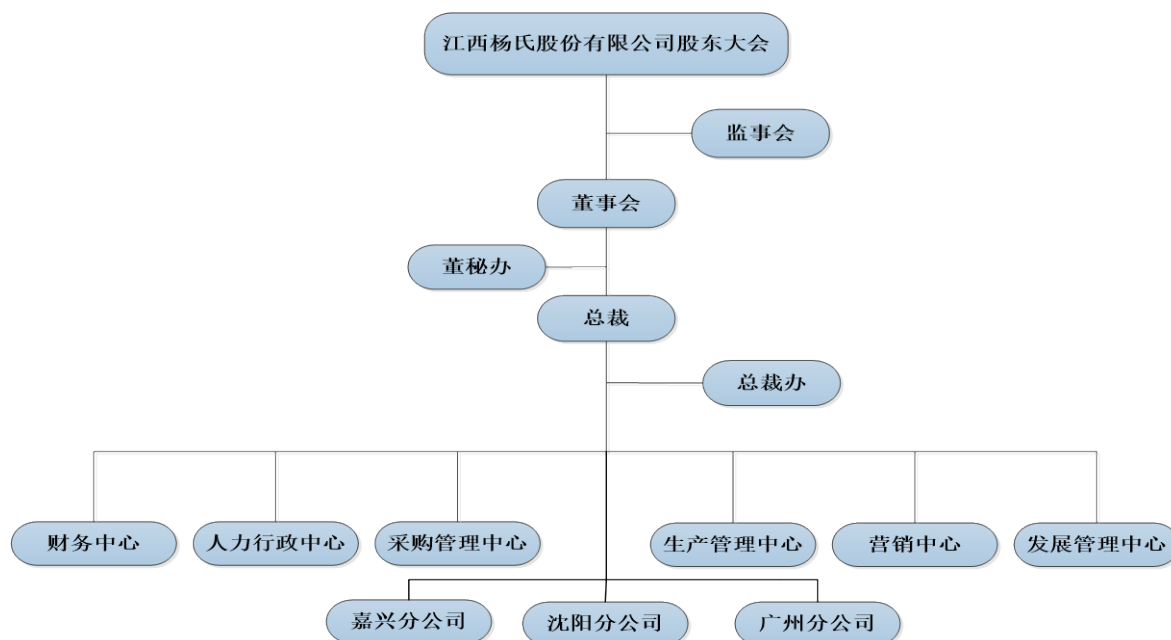 江西杨氏股份有限公司股东大会
监事会
董事会
董秘办
总裁
总裁办
财务中心
人力行政中心
采购管理中心
生产管理中心
营销中心
发展管理中心
嘉兴分公司
沈阳分公司
广州分公司